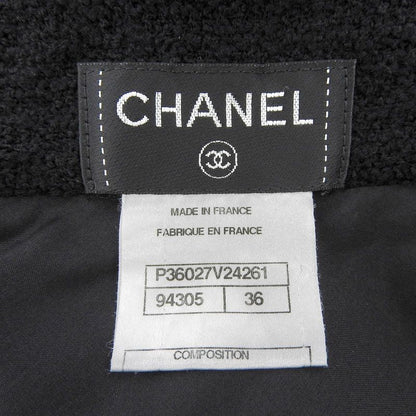 CHANEL
MADE IN FRANCE
FABRIQUE EN FRANCE
P36027V24261
94305 36
COMPOSITION